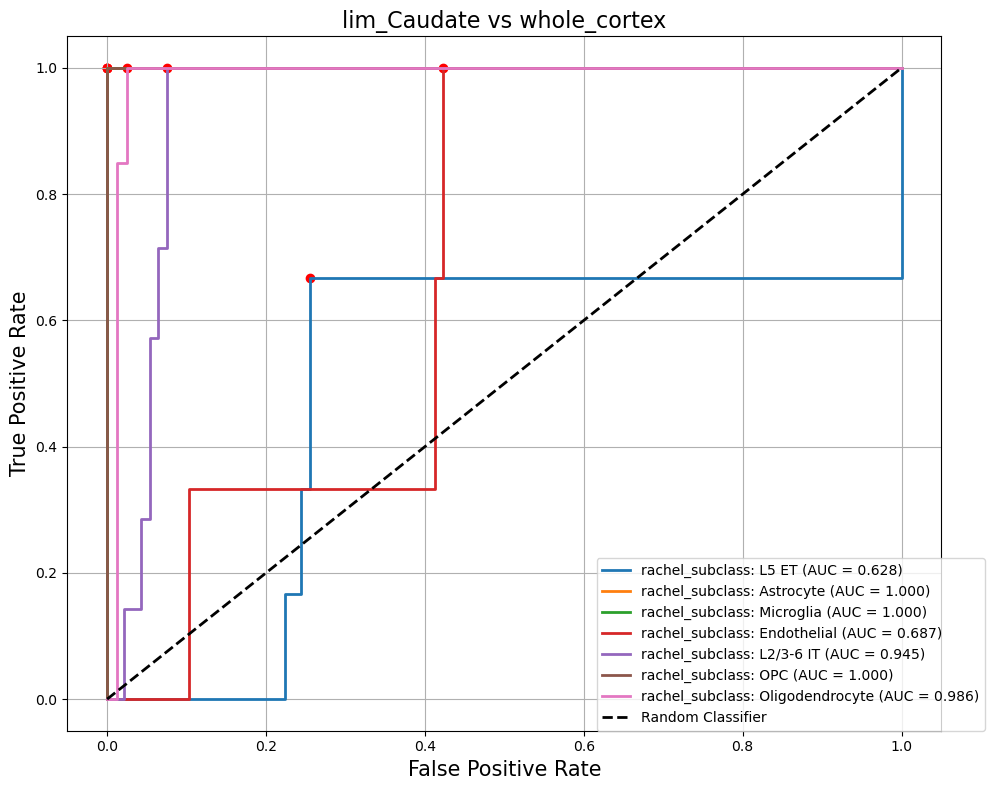 lim_Caudate vs whole_cortex
True Positive Rate
1.0
0.8
0.6
0.4
0.2
0.0
rachel_subclass: L5 ET (AUC = 0.628)
rachel_subclass: Astrocyte (AUC = 1.000)
rachel_subclass: Microglia (AUC = 1.000)
rachel_subclass: Endothelial (AUC = 0.687)
rachel_subclass: L2/3-6 IT (AUC = 0.945)
rachel_subclass: OPC (AUC = 1.000)
rachel_subclass: Oligodendrocyte (AUC = 0.986)
Random Classifier
0.0 0.2 0.4 0.6 0.8 1.0
False Positive Rate